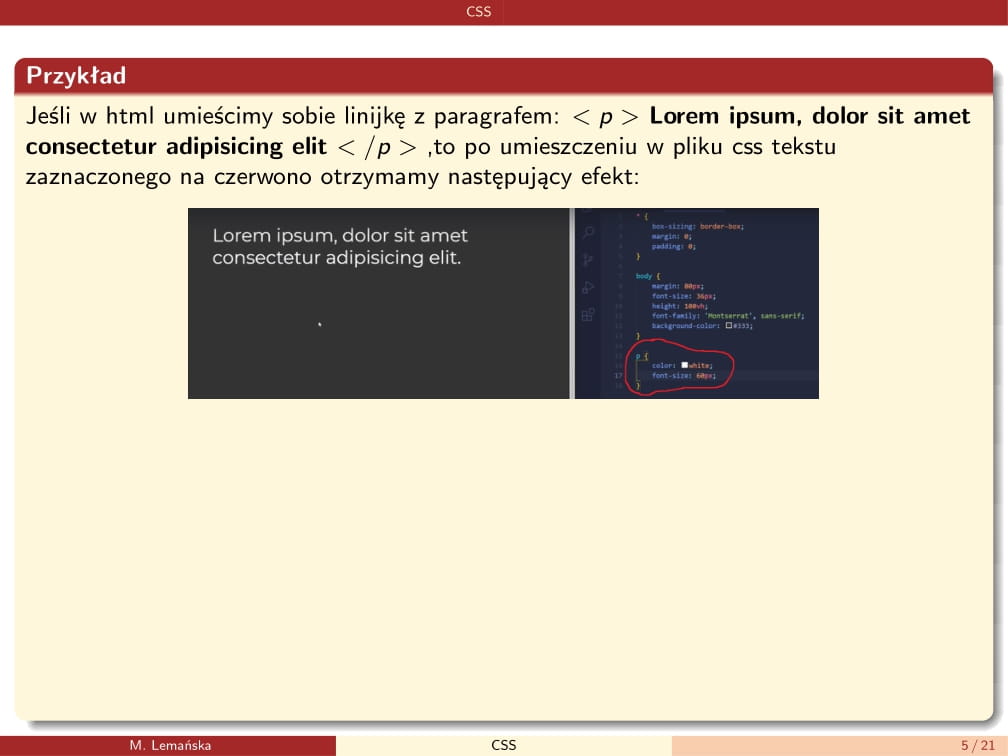 CSS
Przykład
Jeśli w html umieścimy sobie linijkę z paragrafem: < p > Lorem ipsum, dolor sit amet
consectetur adipisicing elit < /p > ,to po umieszczeniu w pliku css tekstu
zaznaczonego na czerwono otrzymamy następujący efekt:
Lorem ipsum, dolor sit amet
consectetur adipisicing elit.
* {
box-sizing: border-box;
margin: 0;
padding: 0;
}
body {
margin: 80px;
font-size: 36px;
height: 100vh;
font-family: 'Montserrat', sans-serif;
background-color: #333;
}
p {
color: white;
17 font-size: 60px;
}
M. Lemańska CSS 5 / 21